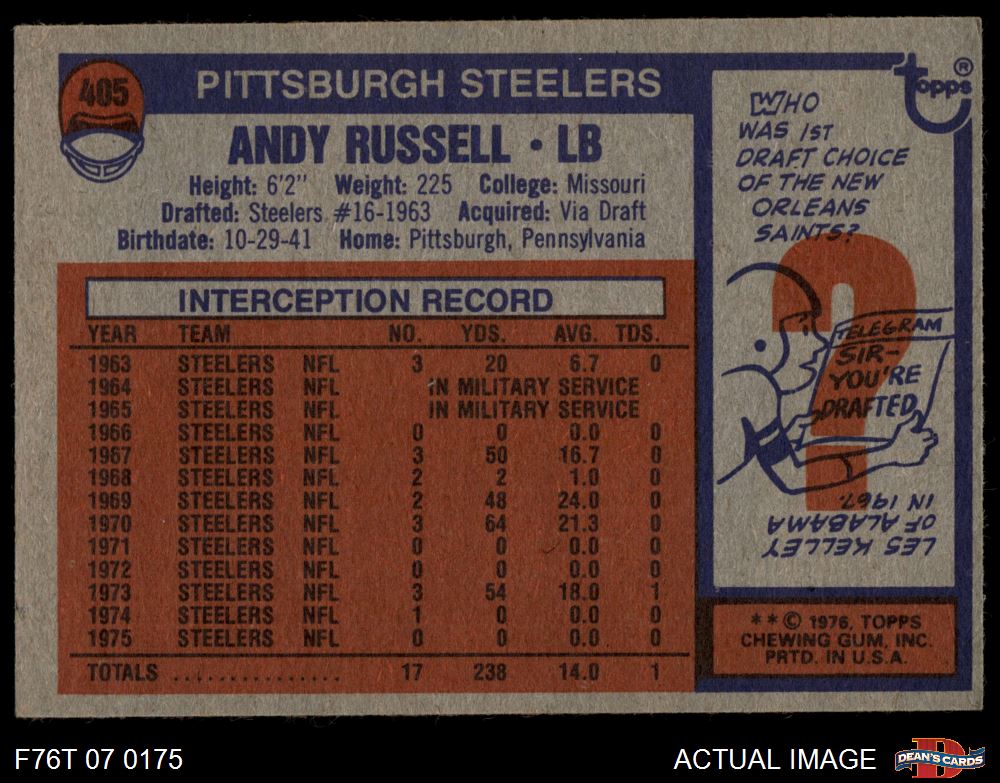 405
PITTSBURGH STEELERS
ANDY RUSSELL • LB
Height: 6'2" Weight: 225 College: Missouri
Drafted: Steelers #16-1963 Acquired: Via Draft
Birthdate: 10-29-41 Home: Pittsburgh, Pennsylvania
INTERCEPTION RECORD
YEAR TEAM NO. YDS. AVG. TDS.
1963 STEELERS NFL 3 20 6.7 0
1964 STEELERS NFL IN MILITARY SERVICE
1965 STEELERS NFL IN MILITARY SERVICE
1966 STEELERS NFL 0 0 0.0 0
1967 STEELERS NFL 3 50 16.7 0
1968 STEELERS NFL 2 2 1.0 0
1969 STEELERS NFL 2 48 24.0 0
1970 STEELERS NFL 3 64 21.3 0
1971 STEELERS NFL 0 0 0.0 0
1972 STEELERS NFL 0 0 0.0 0
1973 STEELERS NFL 3 54 18.0 1
1974 STEELERS NFL 1 0 0.0 0
1975 STEELERS NFL 0 0 0.0 0
TOTALS ............... 17 238 14.0 1
Topps®
WHO
WAS 1ST
DRAFT CHOICE
OF THE NEW
ORLEANS
SAINTS?
?
TELEGRAM
SIR-
YOU'RE
DRAFTED
LES KELLEY
OF ALABAMA
IN 1967.
**© 1976, TOPPS
CHEWING GUM, INC.
PRTD. IN U.S.A.
F76T 07 0175
ACTUAL IMAGE
D
DEAN'S CARDS